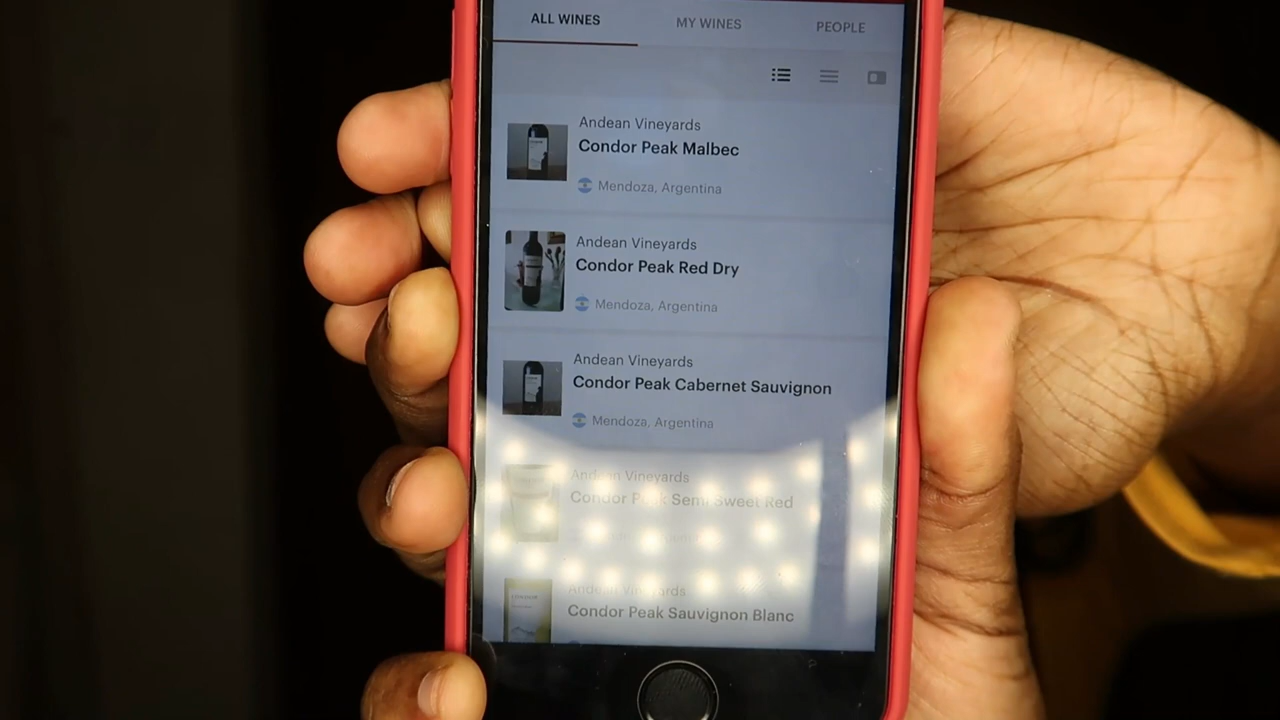 ALL WINES MY WINES PEOPLE
Andean Vineyards
Condor Peak Malbec
Mendoza, Argentina
Andean Vineyards
Condor Peak Red Dry
Mendoza, Argentina
Andean Vineyards
Condor Peak Cabernet Sauvignon
Mendoza, Argentina
Andean Vineyards
Condor Peak Semi Sweet Red
Andean Vineyards
Condor Peak Sauvignon Blanc